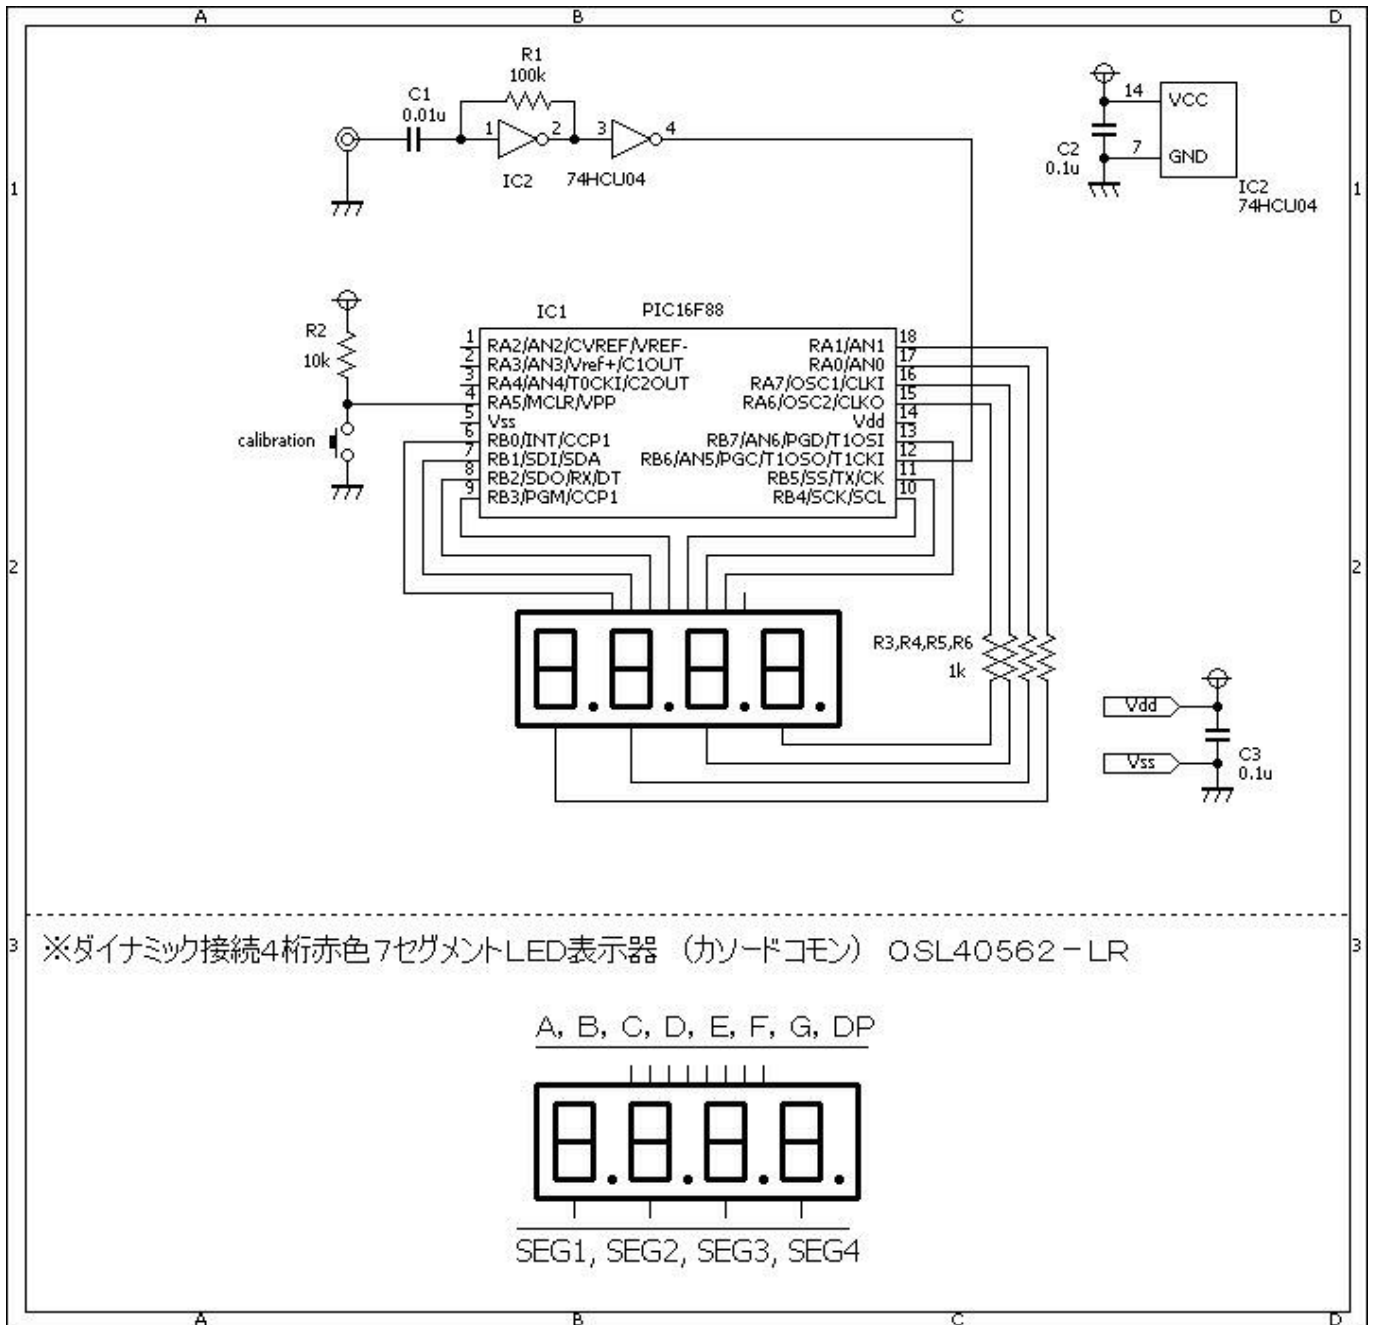 A B C D
R1
100k
C1
0.01u
1 2 3 4
IC2 74HCU04
14 VCC
7 GND
C2
0.1u
IC2
74HCU04
1 1
R2
10k
calibration
IC1 PIC16F88
1 RA2/AN2/CVREF/VREF- RA1/AN1 18
2 RA3/AN3/Vref+/C1OUT RA0/AN0 17
3 RA4/AN4/T0CKI/C2OUT RA7/OSC1/CLKI 16
4 RA5/MCLR/VPP RA6/OSC2/CLKO 15
5 Vss Vdd 14
6 RB0/INT/CCP1 RB7/AN6/PGD/T1OSI 13
7 RB1/SDI/SDA RB6/AN5/PGC/T1OSO/T1CKI 12
8 RB2/SDO/RX/DT RB5/SS/TX/CK 11
9 RB3/PGM/CCP1 RB4/SCK/SCL 10
2 2
R3,R4,R5,R6
1k
Vdd
Vss
C3
0.1u
3 3
※ダイナミック接続4桁赤色7セグメントLED表示器 (カソードコモン) OSL40562-LR
A, B, C, D, E, F, G, DP
SEG1, SEG2, SEG3, SEG4
A B C D